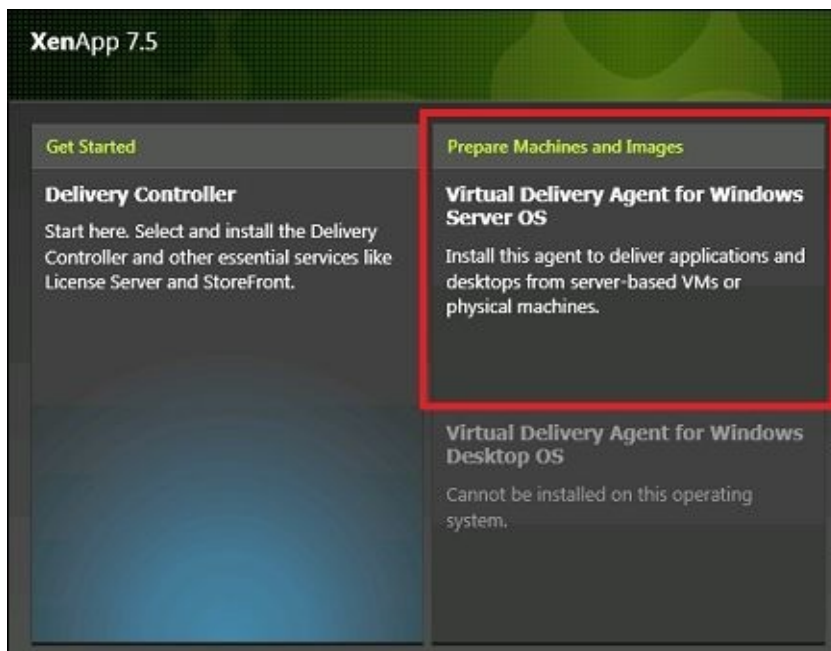 XenApp 7.5
Get Started
Delivery Controller
Start here. Select and install the Delivery
Controller and other essential services like
License Server and StoreFront.
Prepare Machines and Images
Virtual Delivery Agent for Windows
Server OS
Install this agent to deliver applications and
desktops from server-based VMs or
physical machines.
Virtual Delivery Agent for Windows
Desktop OS
Cannot be installed on this operating
system.